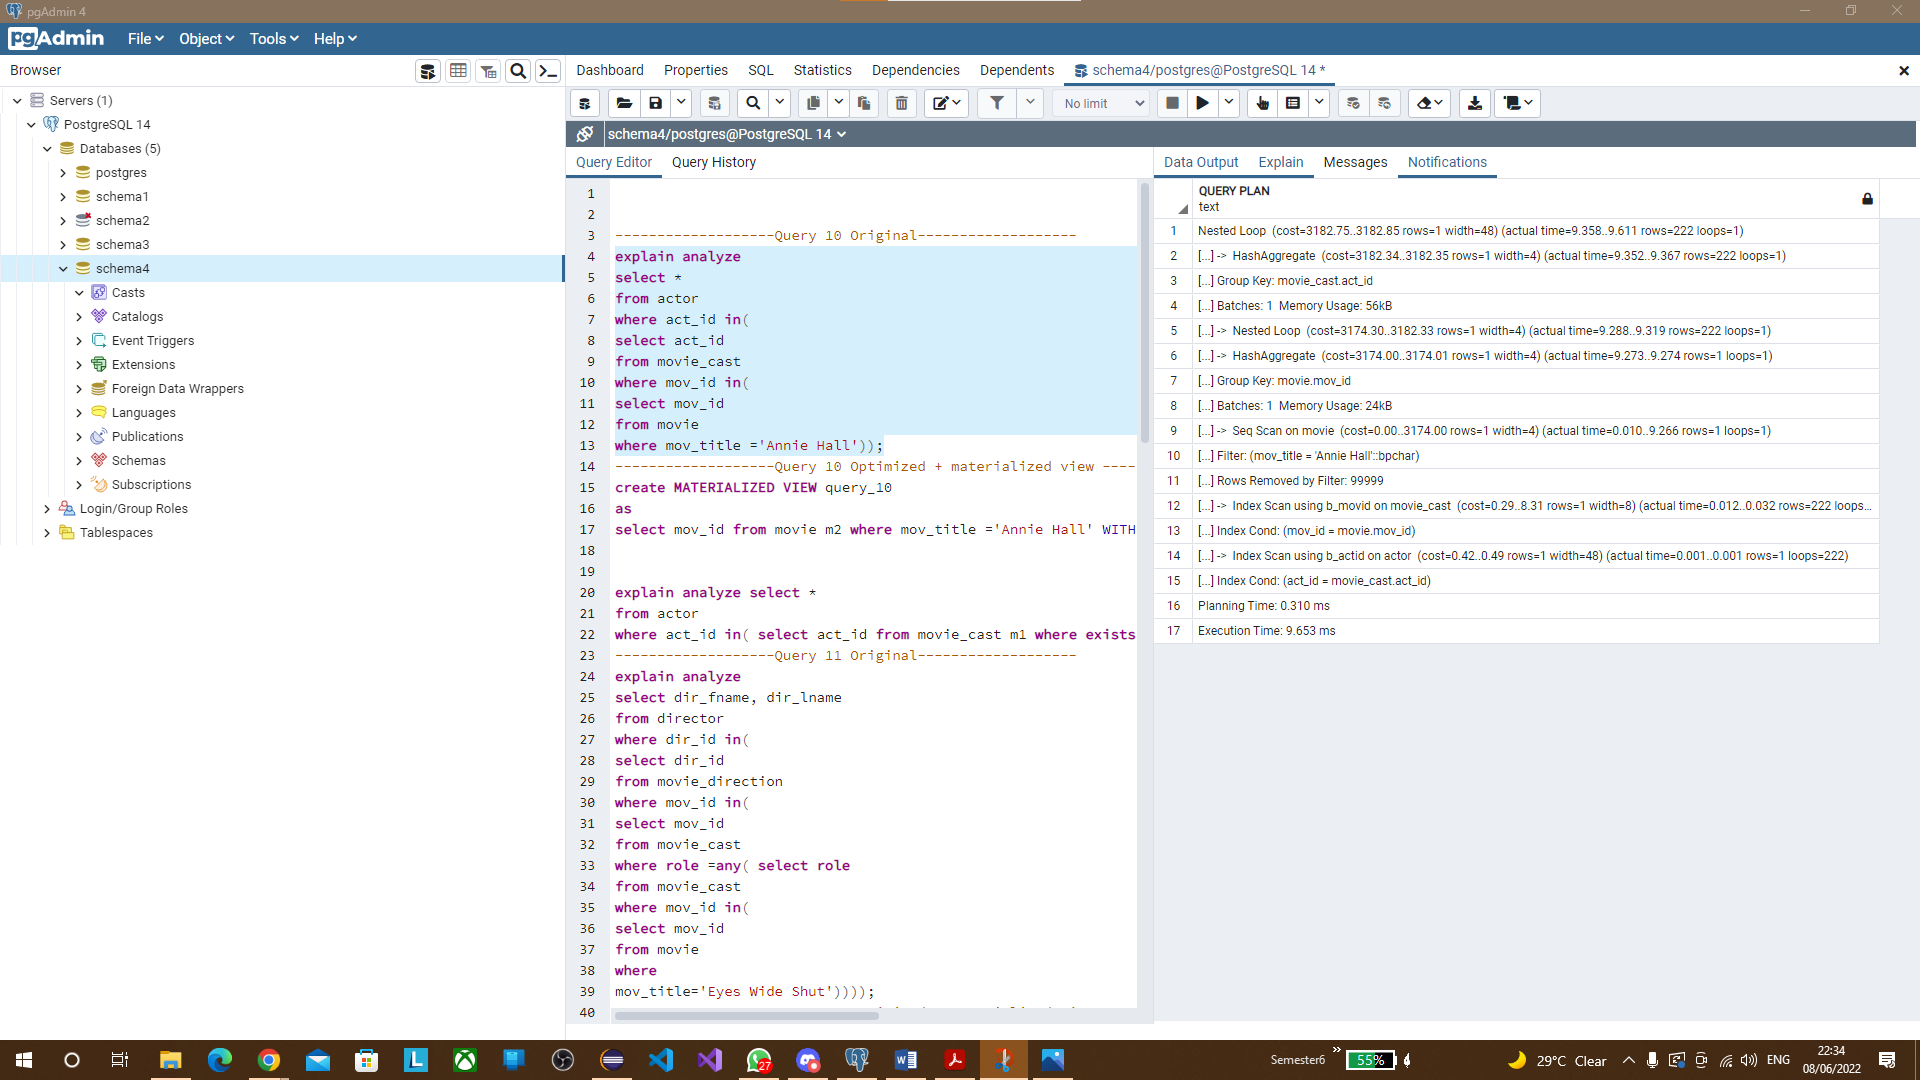 pgAdmin 4
pgAdmin File Object Tools Help
Browser
Dashboard Properties SQL Statistics Dependencies Dependents schema4/postgres@PostgreSQL 14 *
No limit
schema4/postgres@PostgreSQL 14
Servers (1)
PostgreSQL 14
Databases (5)
postgres
schema1
schema2
schema3
schema4
Casts
Catalogs
Event Triggers
Extensions
Foreign Data Wrappers
Languages
Publications
Schemas
Subscriptions
Login/Group Roles
Tablespaces
Query Editor Query History
1
2
3 -------------------Query 10 Original-------------------
4 explain analyze
5 select *
6 from actor
7 where act_id in(
8 select act_id
9 from movie_cast
10 where mov_id in(
11 select mov_id
12 from movie
13 where mov_title ='Annie Hall'));
14 -------------------Query 10 Optimized + materialized view ----
15 create MATERIALIZED VIEW query_10
16 as
17 select mov_id from movie m2 where mov_title ='Annie Hall' WITH
18
19
20 explain analyze select *
21 from actor
22 where act_id in( select act_id from movie_cast m1 where exists
23 -------------------Query 11 Original-------------------
24 explain analyze
25 select dir_fname, dir_lname
26 from director
27 where dir_id in(
28 select dir_id
29 from movie_direction
30 where mov_id in(
31 select mov_id
32 from movie_cast
33 where role =any( select role
34 from movie_cast
35 where mov_id in(
36 select mov_id
37 from movie
38 where
39 mov_title='Eyes Wide Shut'))));
40
Data Output Explain Messages Notifications
QUERY PLAN
text
1 Nested Loop (cost=3182.75..3182.85 rows=1 width=48) (actual time=9.358..9.611 rows=222 loops=1)
2 [...] -> HashAggregate (cost=3182.34..3182.35 rows=1 width=4) (actual time=9.352..9.367 rows=222 loops=1)
3 [...] Group Key: movie_cast.act_id
4 [...] Batches: 1 Memory Usage: 56kB
5 [...] -> Nested Loop (cost=3174.30..3182.33 rows=1 width=4) (actual time=9.288..9.319 rows=222 loops=1)
6 [...] -> HashAggregate (cost=3174.00..3174.01 rows=1 width=4) (actual time=9.273..9.274 rows=1 loops=1)
7 [...] Group Key: movie.mov_id
8 [...] Batches: 1 Memory Usage: 24kB
9 [...] -> Seq Scan on movie (cost=0.00..3174.00 rows=1 width=4) (actual time=0.010..9.266 rows=1 loops=1)
10 [...] Filter: (mov_title = 'Annie Hall'::bpchar)
11 [...] Rows Removed by Filter: 99999
12 [...] -> Index Scan using b_movid on movie_cast (cost=0.29..8.31 rows=1 width=8) (actual time=0.012..0.032 rows=222 loops...
13 [...] Index Cond: (mov_id = movie.mov_id)
14 [...] -> Index Scan using b_actid on actor (cost=0.42..0.49 rows=1 width=48) (actual time=0.001..0.001 rows=1 loops=222)
15 [...] Index Cond: (act_id = movie_cast.act_id)
16 Planning Time: 0.310 ms
17 Execution Time: 9.653 ms
L
27
Semester6
55%
29°C Clear
ENG
22:34
08/06/2022